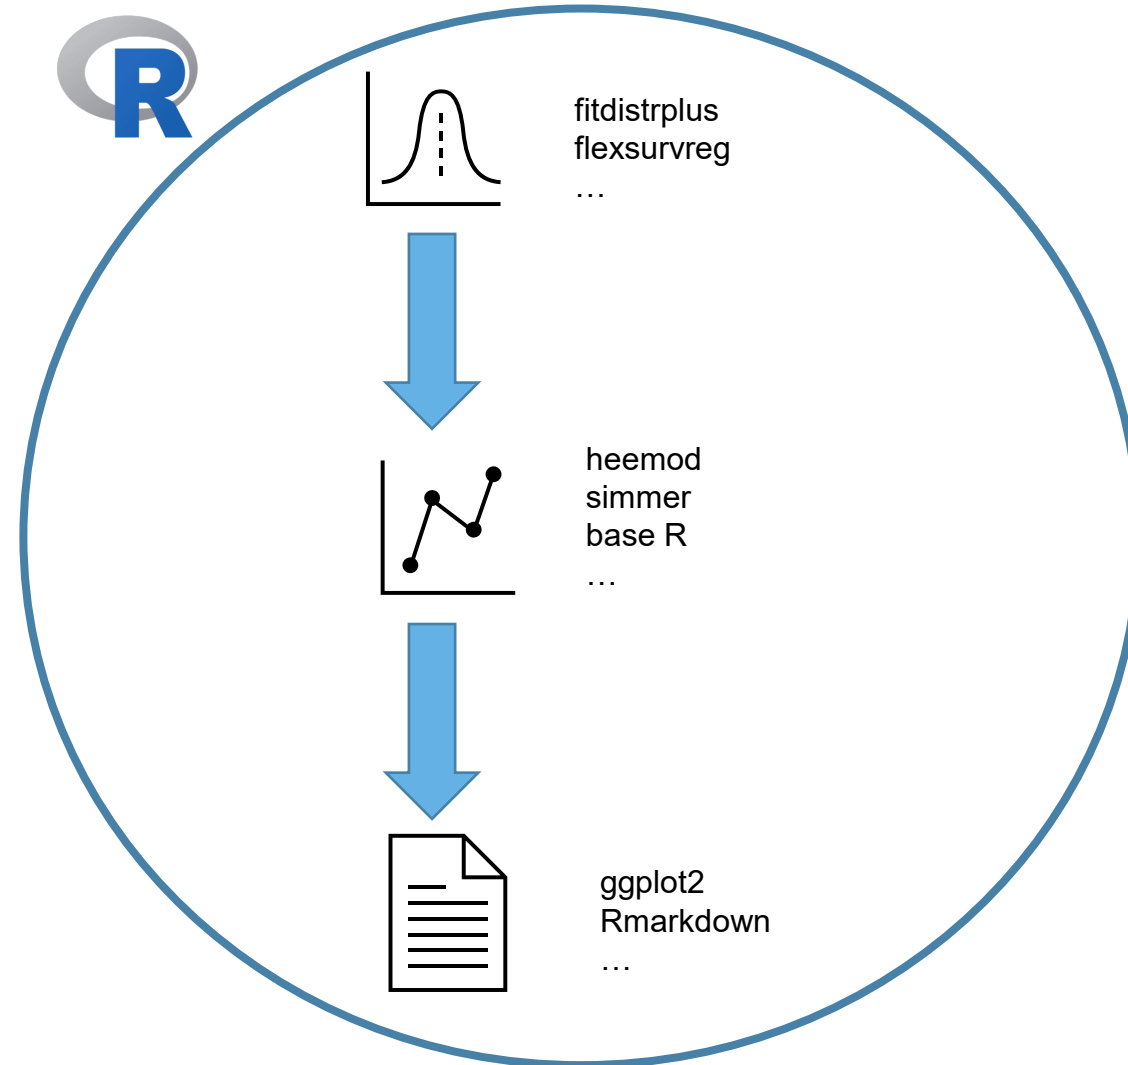 R
fitdistrplus
flexsurvreg
…
heemod
simmer
base R
…
ggplot2
Rmarkdown
…